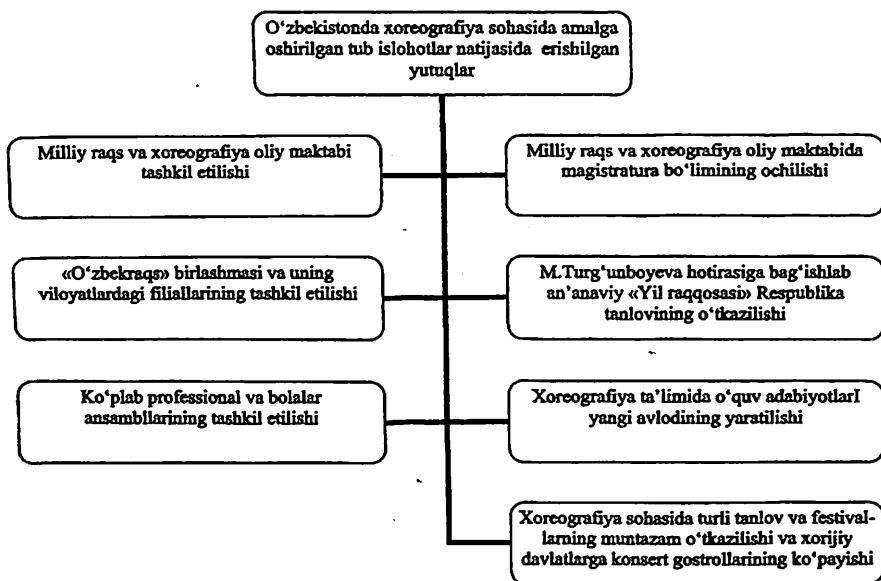 O‘zbekistonda xoreografiya sohasida amalga
oshirilgan tub islohotlar natijasida erishilgan
yutuqlar
Milliy raqs va xoreografiya oliy maktabi
tashkil etilishi
Milliy raqs va xoreografiya oliy maktabida
magistratura bo‘limining ochilishi
«O‘zbekraqs» birlashmasi va uning
viloyatlardagi filiallarining tashkil etilishi
M.Turg‘unboyeva hotirasiga bag‘ishlab
an’anaviy «Yil raqqosasi» Respublika
tanlovining o‘tkazilishi
Ko‘plab professional va bolalar
ansambllarining tashkil etilishi
Xoreografiya ta’limida o‘quv adabiyotlarI
yangi avlodining yaratilishi
Xoreografiya sohasida turli tanlov va festival-
larning muntazam o‘tkazilishi va xorijiy
davlatlarga konsert gostrollarining ko‘payishi